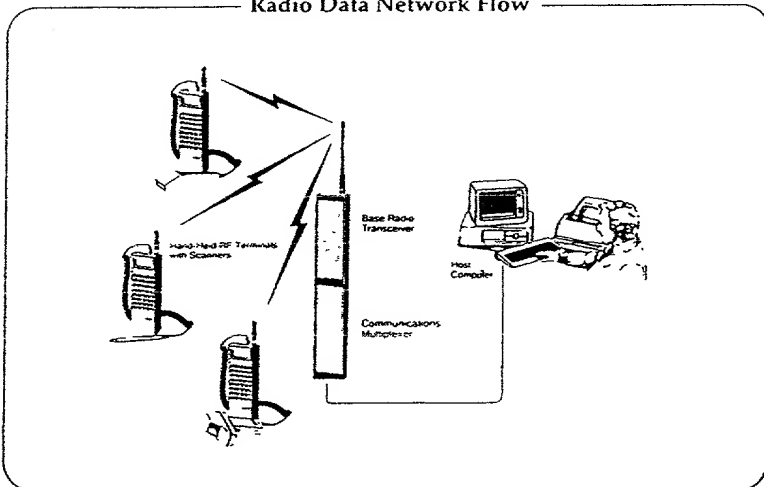 Radio Data Network Flow
Hand-Held RF Terminals
with Scanners
Base Radio
Transceiver
Host
Computer
Communications
Multiplexer